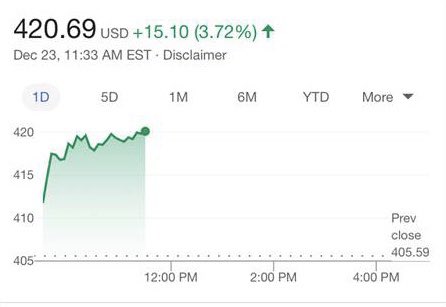 420.69 USD +15.10 (3.72%)
Dec 23, 11:33 AM EST · Disclaimer
1D 5D 1M 6M YTD More
420
415
410
Prev
close
405.59
405
12:00 PM 2:00 PM 4:00 PM